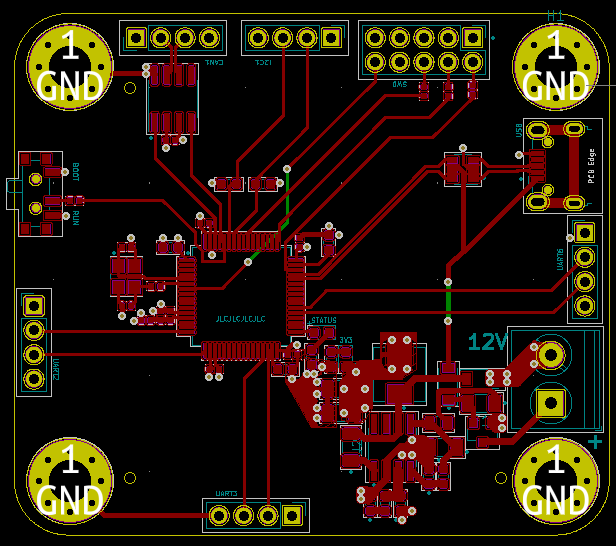 1
GND
1
GND
H1
CAN1
I2C1
SWD
USB
PCB Edge
BOOT
RUN
UART6
STATUS
3V3
JLCJLCJLCJLC
12V
UART2
+
1
GND
1
GND
UART3